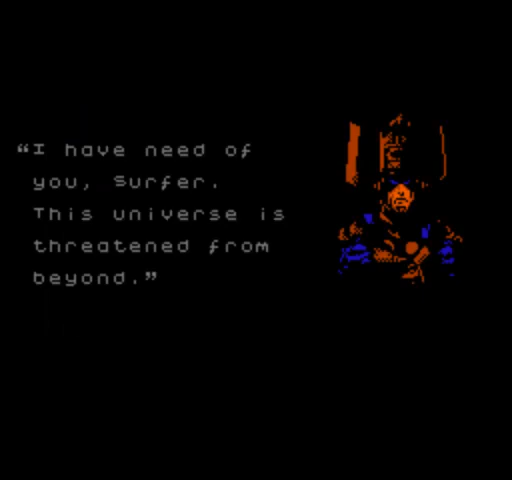 “I have need of
you, Surfer.
This universe is
threatened from
beyond.”